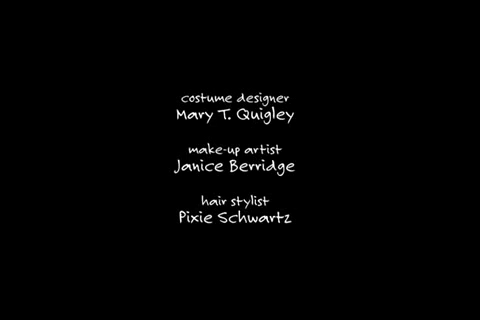 costume designer
Mary T. Quigley
make-up artist
Janice Berridge
hair stylist
Pixie Schwartz